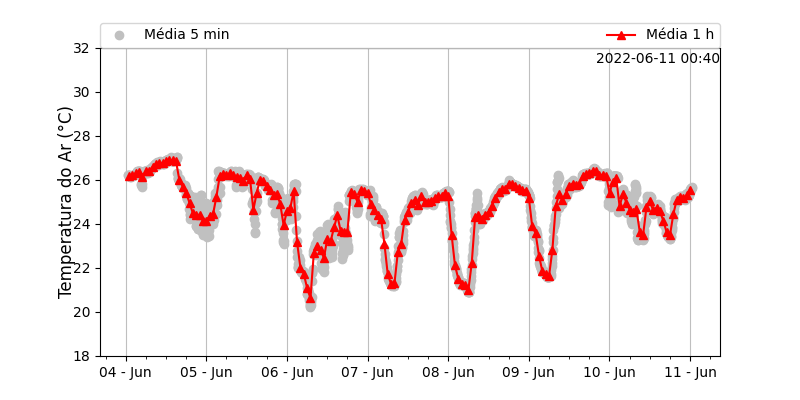 Média 5 min
Média 1 h
2022-06-11 00:40
Temperatura do Ar (°C)
32
30
28
26
24
22
20
18
04 - Jun
05 - Jun
06 - Jun
07 - Jun
08 - Jun
09 - Jun
10 - Jun
11 - Jun